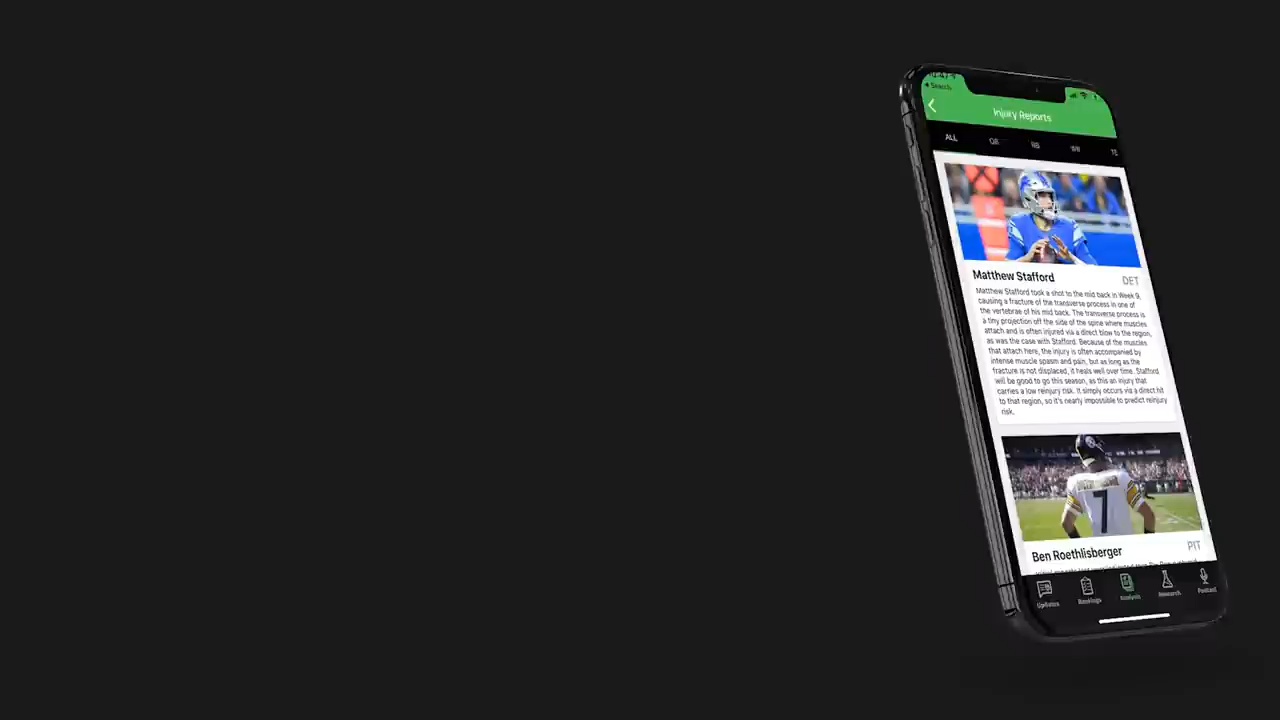 Search
Injury Reports
ALL QB RB WR TE
Matthew Stafford DET
Matthew Stafford took a shot to the mid back in Week 9,
causing a fracture of the transverse process in one of
the vertebrae of his mid back. The transverse process is
a tiny projection off the side of the spine where muscles
attach and is often injured via a direct blow to the region,
as was the case with Stafford. Because of the muscles
that attach here, the injury is often accompanied by
intense muscle spasm and pain, but as long as the
fracture is not displaced, it heals well over time. Stafford
will be good to go this season, as this an injury that
carries a low reinjury risk. It simply occurs via a direct hit
to that region, so it's nearly impossible to predict reinjury
risk.
7
Ben Roethlisberger PIT
Updates Rankings Analysis Research Podcast